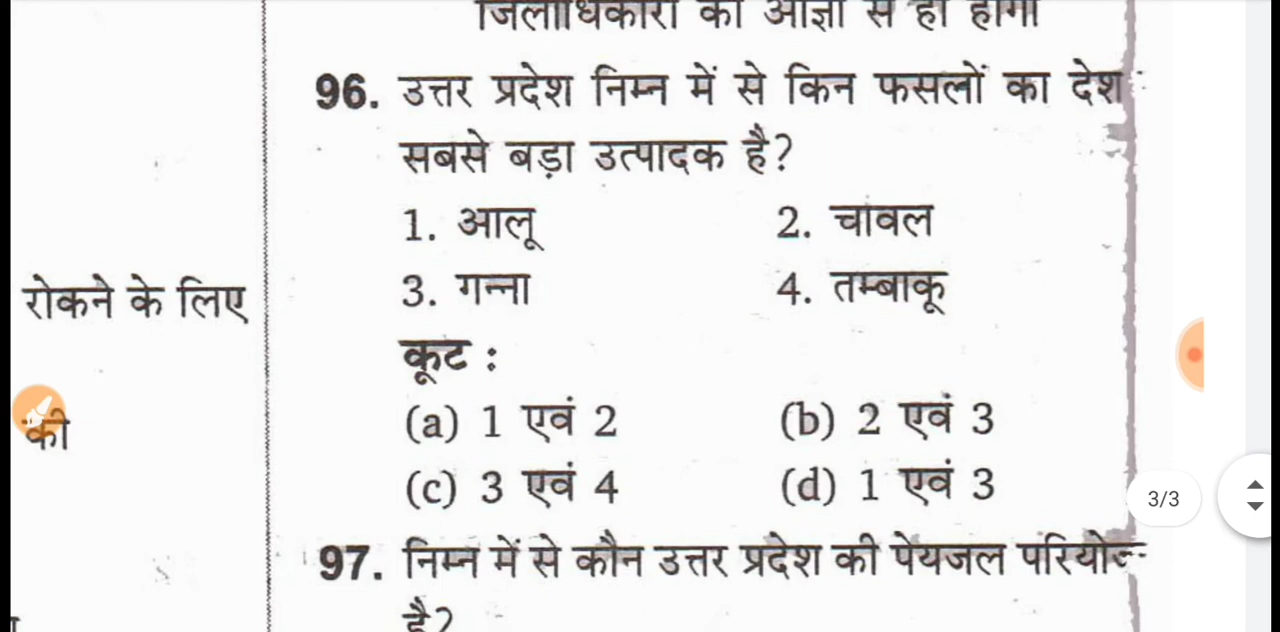 जिलाधिकारी की आज्ञा से ही होगा
96. उत्तर प्रदेश निम्न में से किन फसलों का देश
सबसे बड़ा उत्पादक है?
1. आलू 2. चावल
3. गन्ना 4. तम्बाकू
कूट :
(a) 1 एवं 2 (b) 2 एवं 3
(c) 3 एवं 4 (d) 1 एवं 3
97. निम्न में से कौन उत्तर प्रदेश की पेयजल
है?
रोकने के लिए
की
3/3